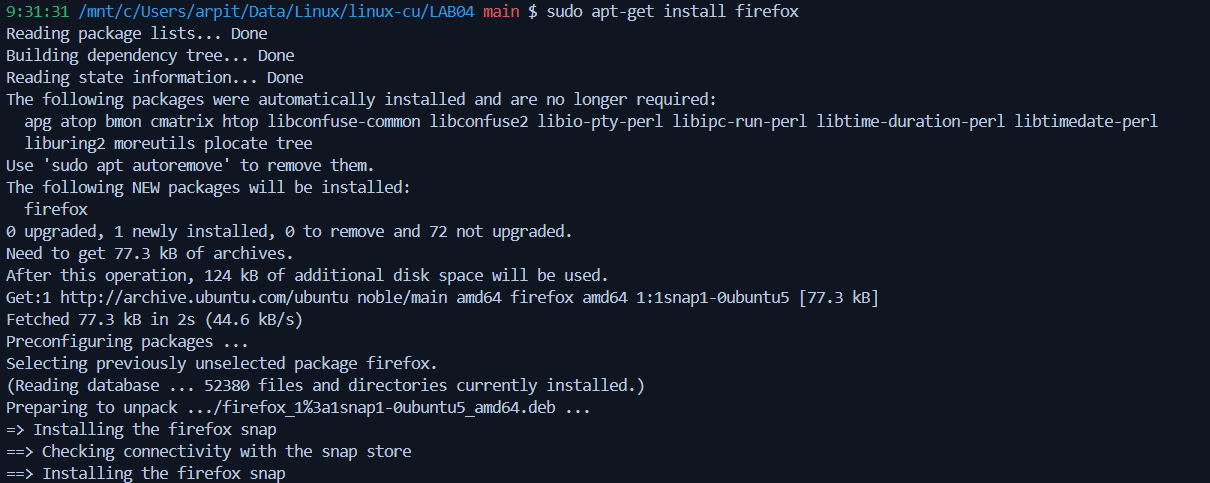 9:31:31 /mnt/c/Users/arpit/Data/Linux/linux-cu/LAB04 main $ sudo apt-get install firefox
Reading package lists... Done
Building dependency tree... Done
Reading state information... Done
The following packages were automatically installed and are no longer required:
  apg atop bmon cmatrix htop libconfuse-common libconfuse2 libio-pty-perl libipc-run-perl libtime-duration-perl libtimedate-perl
  liburing2 moreutils plocate tree
Use 'sudo apt autoremove' to remove them.
The following NEW packages will be installed:
  firefox
0 upgraded, 1 newly installed, 0 to remove and 72 not upgraded.
Need to get 77.3 kB of archives.
After this operation, 124 kB of additional disk space will be used.
Get:1 http://archive.ubuntu.com/ubuntu noble/main amd64 firefox amd64 1:1snap1-0ubuntu5 [77.3 kB]
Fetched 77.3 kB in 2s (44.6 kB/s)
Preconfiguring packages ...
Selecting previously unselected package firefox.
(Reading database ... 52380 files and directories currently installed.)
Preparing to unpack .../firefox_1%3a1snap1-0ubuntu5_amd64.deb ...
=> Installing the firefox snap
==> Checking connectivity with the snap store
==> Installing the firefox snap